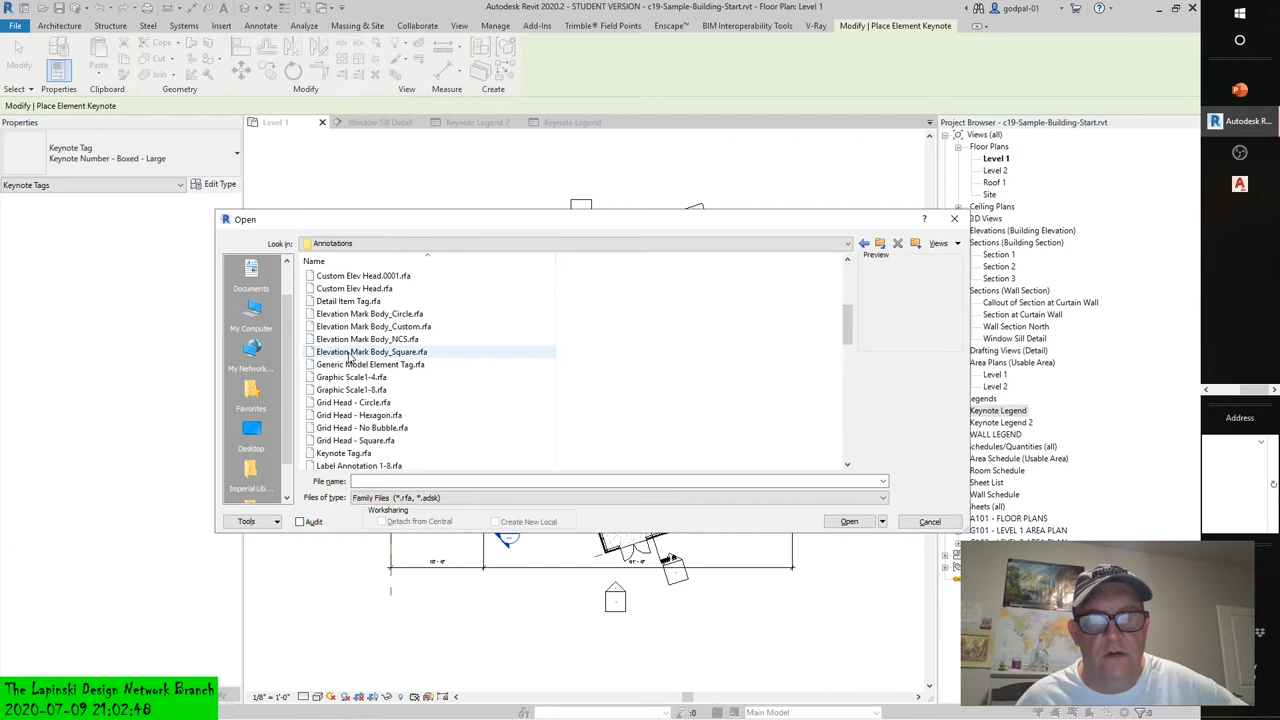 Autodesk Revit 2020.2 - STUDENT VERSION - c19-Sample-Building-Start.rvt - Floor Plan: Level 1
godpal-01
File Architecture Structure Steel Systems Insert Annotate Analyze Massing & Site Collaborate View Manage Add-Ins Trimble® Field Points Enscape™ BIM Interoperability Tools V-Ray Modify | Place Element Keynote
Modify
Paste
Cope
Cut
Join
Select Properties Clipboard Geometry Modify View Measure Create
Modify | Place Element Keynote
Properties
Keynote Tag
Keynote Number - Boxed - Large
Keynote Tags
Edit Type
Level 1
Window Sill Detail
Keynote Legend 2
Keynote Legend
Project Browser - c19-Sample-Building-Start.rvt
Views (all)
Floor Plans
Level 1
Level 2
Roof 1
Site
Ceiling Plans
3D Views
Elevations (Building Elevation)
Sections (Building Section)
Section 1
Section 2
Section 3
Sections (Wall Section)
Callout of Section at Curtain Wall
Section at Curtain Wall
Wall Section North
Window Sill Detail
Drafting Views (Detail)
Area Plans (Usable Area)
Level 1
Level 2
Legends
Keynote Legend
Keynote Legend 2
WALL LEGEND
Schedules/Quantities (all)
Area Schedule (Usable Area)
Room Schedule
Sheet List
Wall Schedule
A101 - FLOOR PLANS
G101 - LEVEL 1 AREA PLAN
Open
Look in:
Annotations
Views
Name
Preview
Custom Elev Head.0001.rfa
Custom Elev Head.rfa
Detail Item Tag.rfa
Elevation Mark Body_Circle.rfa
Elevation Mark Body_Custom.rfa
Elevation Mark Body_NCS.rfa
Elevation Mark Body_Square.rfa
Generic Model Element Tag.rfa
Graphic Scale1-4.rfa
Graphic Scale1-8.rfa
Grid Head - Circle.rfa
Grid Head - Hexagon.rfa
Grid Head - No Bubble.rfa
Grid Head - Square.rfa
Keynote Tag.rfa
Label Annotation 1-8.rfa
Documents
My Computer
My Network...
Favorites
Desktop
Imperial Lib...
File name:
Files of type:
Family Files (*.rfa, *.adsk)
Worksharing
Tools
Audit
Detach from Central
Create New Local
Open
Cancel
1/8" = 1'-0"
:0
Main Model
:0
Autodesk R...
Address
The Lapinski Design Network Branch
2020-07-09 21:02:48